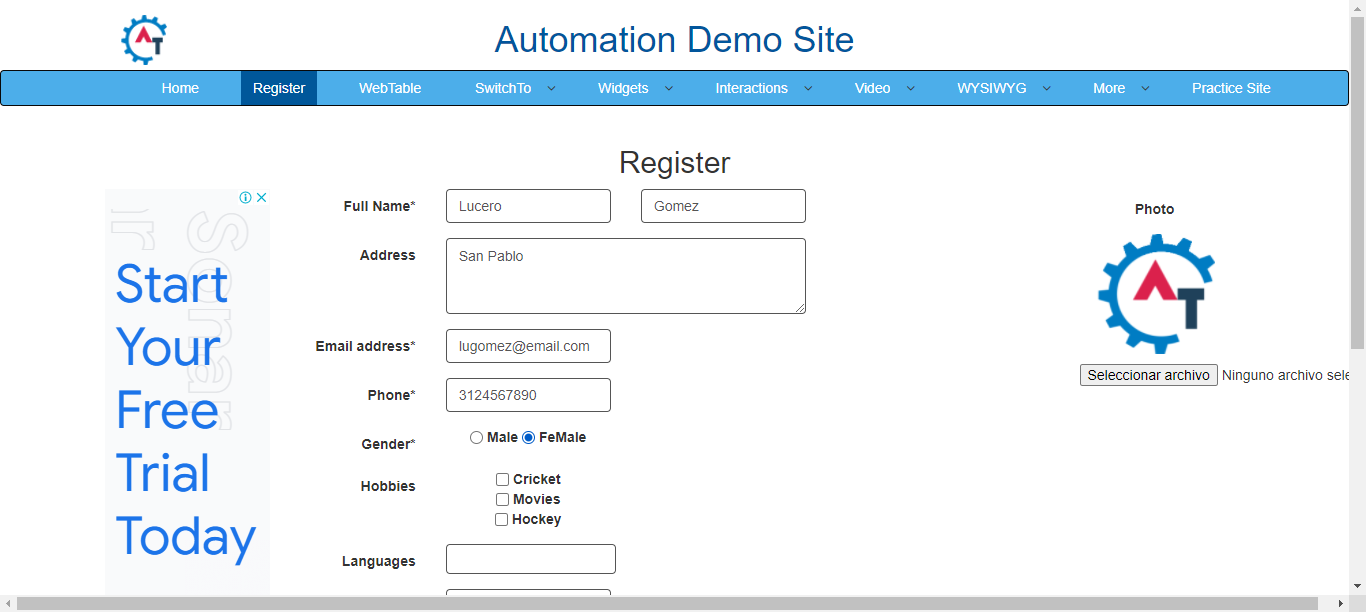 Automation Demo Site
Home Register WebTable SwitchTo Widgets Interactions Video WYSIWYG More Practice Site
Register
Sonar
Start
Your
Free
Trial
Today
Full Name* Lucero Gomez
Address San Pablo
Email address* lugomez@email.com
Phone* 3124567890
Gender* Male FeMale
Hobbies Cricket
Movies
Hockey
Languages
Photo
AT
Seleccionar archivo Ninguno archivo sele